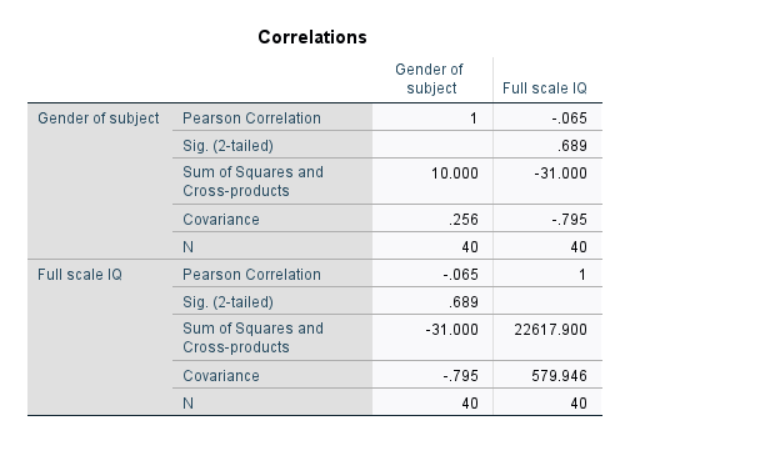 Correlations
Gender of
subject Full scale IQ
Gender of subject Pearson Correlation 1 -.065
Sig. (2-tailed) .689
Sum of Squares and
Cross-products 10.000 -31.000
Covariance .256 -.795
N 40 40
Full scale IQ Pearson Correlation -.065 1
Sig. (2-tailed) .689
Sum of Squares and
Cross-products -31.000 22617.900
Covariance -.795 579.946
N 40 40